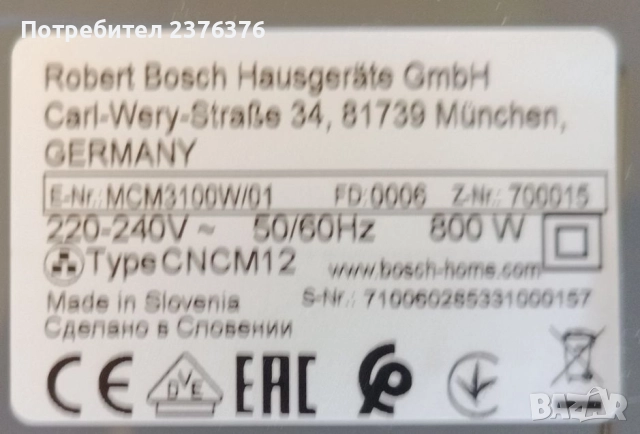 Потребител 2376376
Robert Bosch Hausgeräte GmbH
Carl-Wery-Straße 34, 81739 München,
GERMANY
E-Nr.: MCM3100W/01 FD:0006 Z-Nr.: 700015
220-240V ~ 50/60Hz 800 W
Type CNCM12 www.bosch-home.com
Made in Slovenia S-Nr.: 710060285331000157
Сделано в Словении
CE DVE EAC
BAZAR